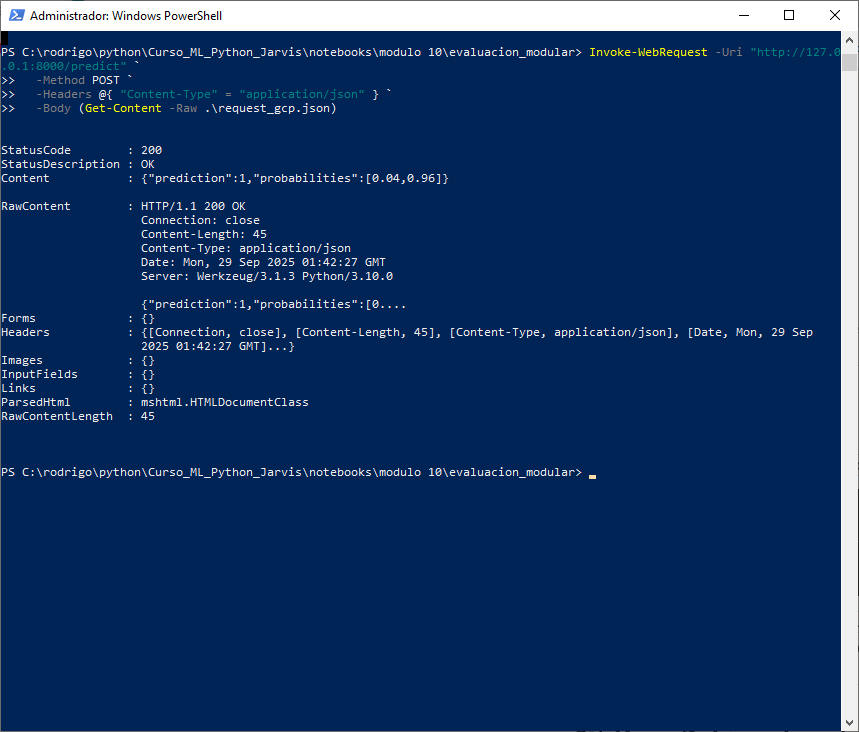 Administrador: Windows PowerShell
PS C:\rodrigo\python\Curso_ML_Python_Jarvis\notebooks\modulo 10\evaluacion_modular> Invoke-WebRequest -Uri "http://127.0
.0.1:8000/predict" `
>>   -Method POST `
>>   -Headers @{ "Content-Type" = "application/json" } `
>>   -Body (Get-Content -Raw .\request_gcp.json)
StatusCode        : 200
StatusDescription : OK
Content           : {"prediction":1,"probabilities":[0.04,0.96]}
RawContent        : HTTP/1.1 200 OK
                    Connection: close
                    Content-Length: 45
                    Content-Type: application/json
                    Date: Mon, 29 Sep 2025 01:42:27 GMT
                    Server: Werkzeug/3.1.3 Python/3.10.0
                    {"prediction":1,"probabilities":[0....
Forms             : {}
Headers           : {[Connection, close], [Content-Length, 45], [Content-Type, application/json], [Date, Mon, 29 Sep
                    2025 01:42:27 GMT]...}
Images            : {}
InputFields       : {}
Links             : {}
ParsedHtml        : mshtml.HTMLDocumentClass
RawContentLength  : 45
PS C:\rodrigo\python\Curso_ML_Python_Jarvis\notebooks\modulo 10\evaluacion_modular>